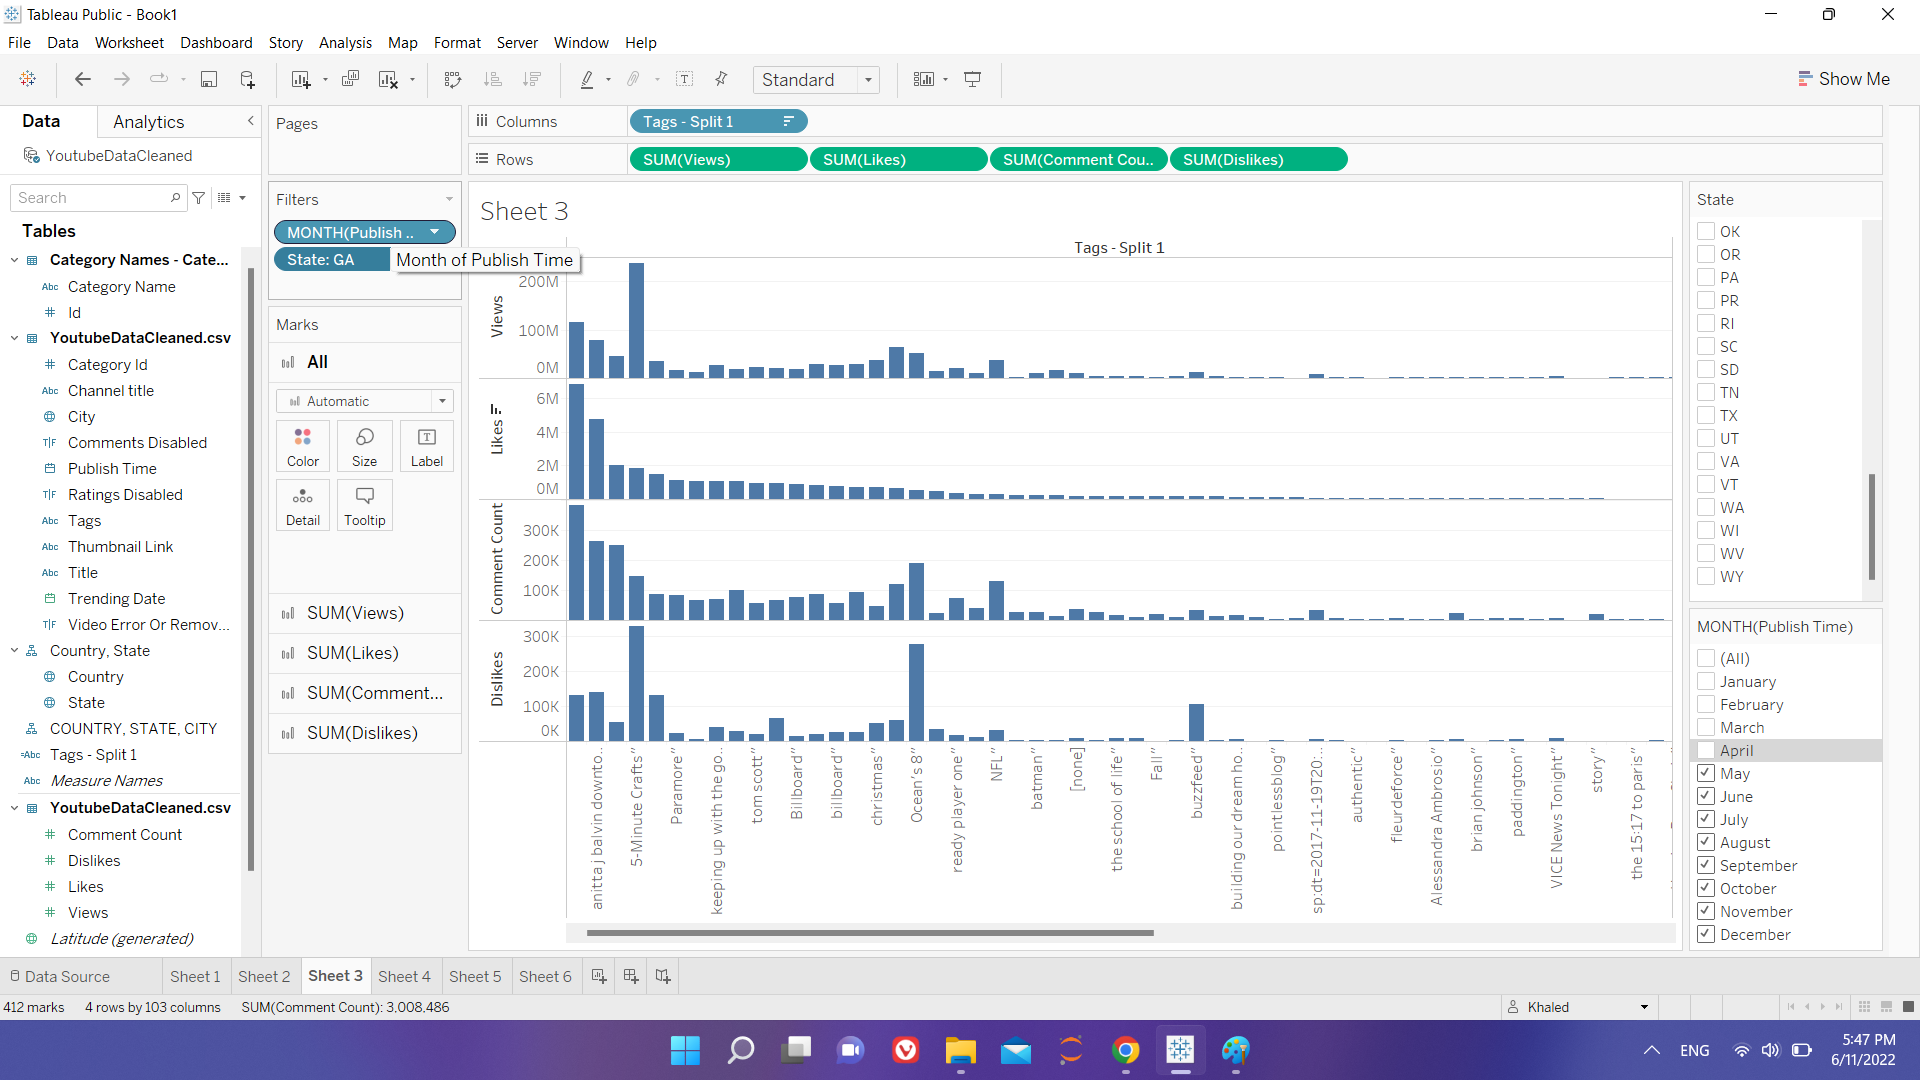 Tableau Public - Book1
File Data Worksheet Dashboard Story Analysis Map Format Server Window Help
Standard
Show Me
Data Analytics
YoutubeDataCleaned
Search
Tables
Category Names - Cate...
Abc Category Name
# Id
YoutubeDataCleaned.csv
# Category Id
Abc Channel title
City
T|F Comments Disabled
Publish Time
T|F Ratings Disabled
Abc Tags
Abc Thumbnail Link
Abc Title
Trending Date
T|F Video Error Or Remov...
Country, State
Country
State
COUNTRY, STATE, CITY
=Abc Tags - Split 1
Abc Measure Names
YoutubeDataCleaned.csv
# Comment Count
# Dislikes
# Likes
# Views
Latitude (generated)
Pages
Filters
MONTH(Publish ..
State: GA
Month of Publish Time
Marks
All
Automatic
Color Size Label
Detail Tooltip
SUM(Views)
SUM(Likes)
SUM(Comment...
SUM(Dislikes)
Columns Tags - Split 1
Rows SUM(Views) SUM(Likes) SUM(Comment Cou.. SUM(Dislikes)
Sheet 3
Tags - Split 1
Views
200M
100M
0M
Likes
6M
4M
2M
0M
Comment Count
300K
200K
100K
Dislikes
300K
200K
100K
0K
anitta j balvin downto..
5-Minute Crafts"
Paramore"
keeping up with the go..
tom scott"
Billboard"
billboard"
christmas"
Ocean's 8"
ready player one"
NFL"
batman"
[none]
the school of life"
Fall"
buzzfeed"
building our dream ho..
pointlessblog"
sp:dt=2017-11-19T20:..
authentic"
fleurdeforce"
Alessandra Ambrosio"
brian johnson"
paddington"
VICE News Tonight"
story"
the 15:17 to paris"
State
OK
OR
PA
PR
RI
SC
SD
TN
TX
UT
VA
VT
WA
WI
WV
WY
MONTH(Publish Time)
(All)
January
February
March
April
May
June
July
August
September
October
November
December
Data Source Sheet 1 Sheet 2 Sheet 3 Sheet 4 Sheet 5 Sheet 6
412 marks 4 rows by 103 columns SUM(Comment Count): 3,008,486
Khaled
ENG
5:47 PM
6/11/2022